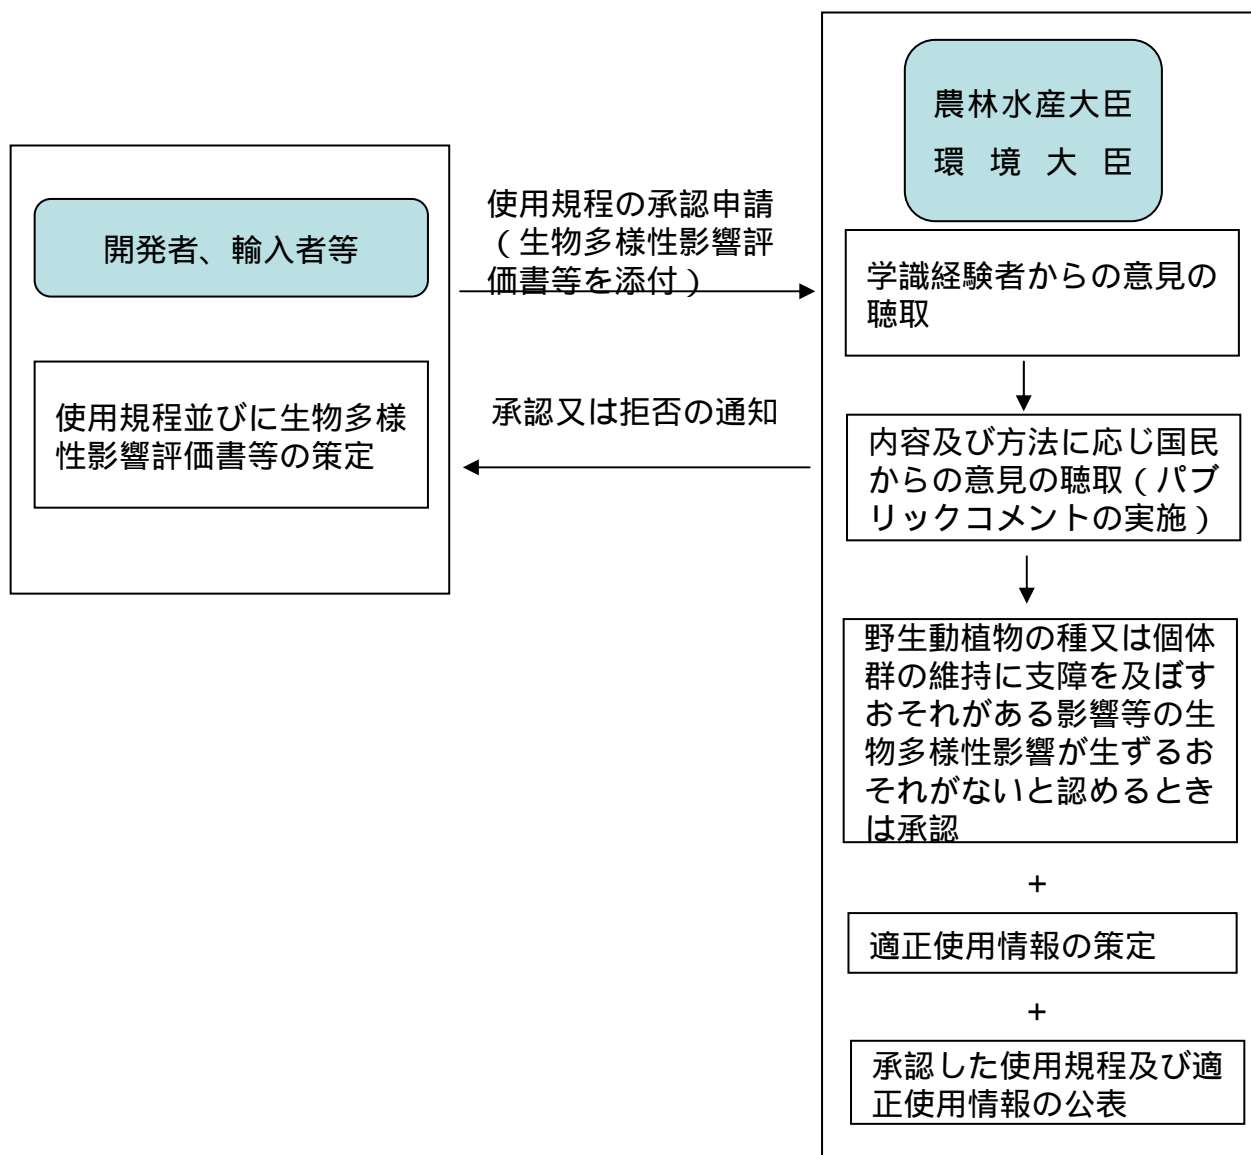 開発者、輸入者等
使用規程並びに生物多様
性影響評価書等の策定
使用規程の承認申請
（生物多様性影響評
価書等を添付）
承認又は拒否の通知
農林水産大臣
環境大臣
学識経験者からの意見の
聴取
内容及び方法に応じ国民
からの意見の聴取（パブ
リックコメントの実施）
野生動植物の種又は個体
群の維持に支障を及ぼす
おそれがある影響等の生
物多様性影響が生ずるお
それがないと認めるとき
は承認
+
適正使用情報の策定
+
承認した使用規程及び適
正使用情報の公表